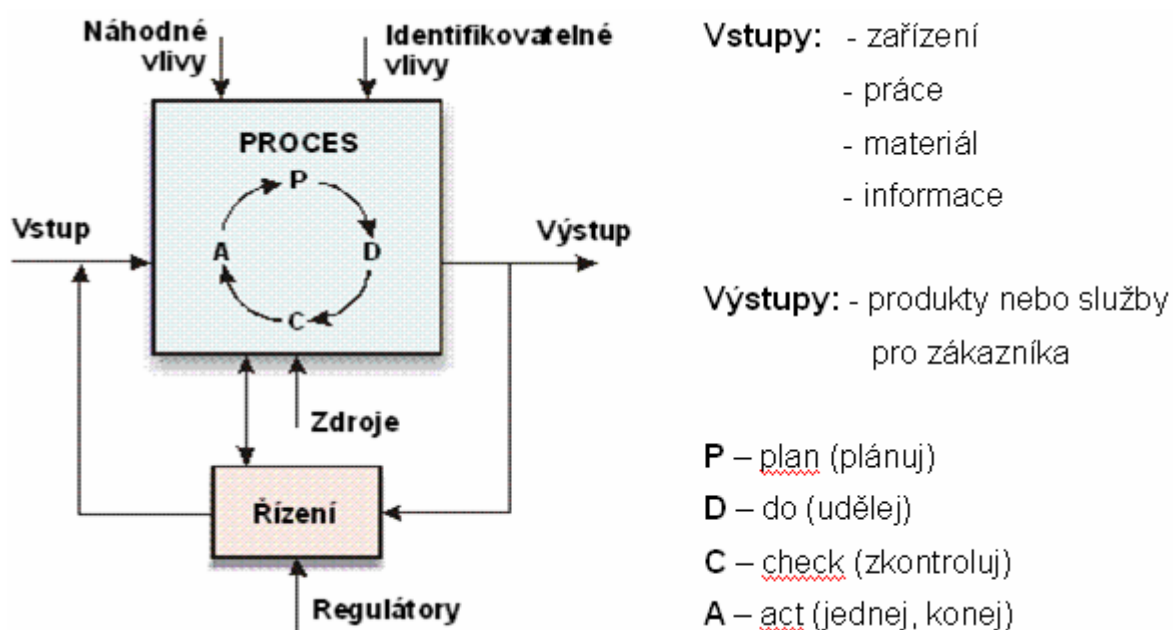 Náhodné
vlivy
Identifikovatelné
vlivy
PROCES
P
A
D
C
Vstup
Výstup
Zdroje
Řízení
Regulátory
Vstupy: - zařízení
- práce
- materiál
- informace
Výstupy: - produkty nebo služby
pro zákazníka
P – plan (plánuj)
D – do (udělej)
C – check (zkontroluj)
A – act (jednej, konej)